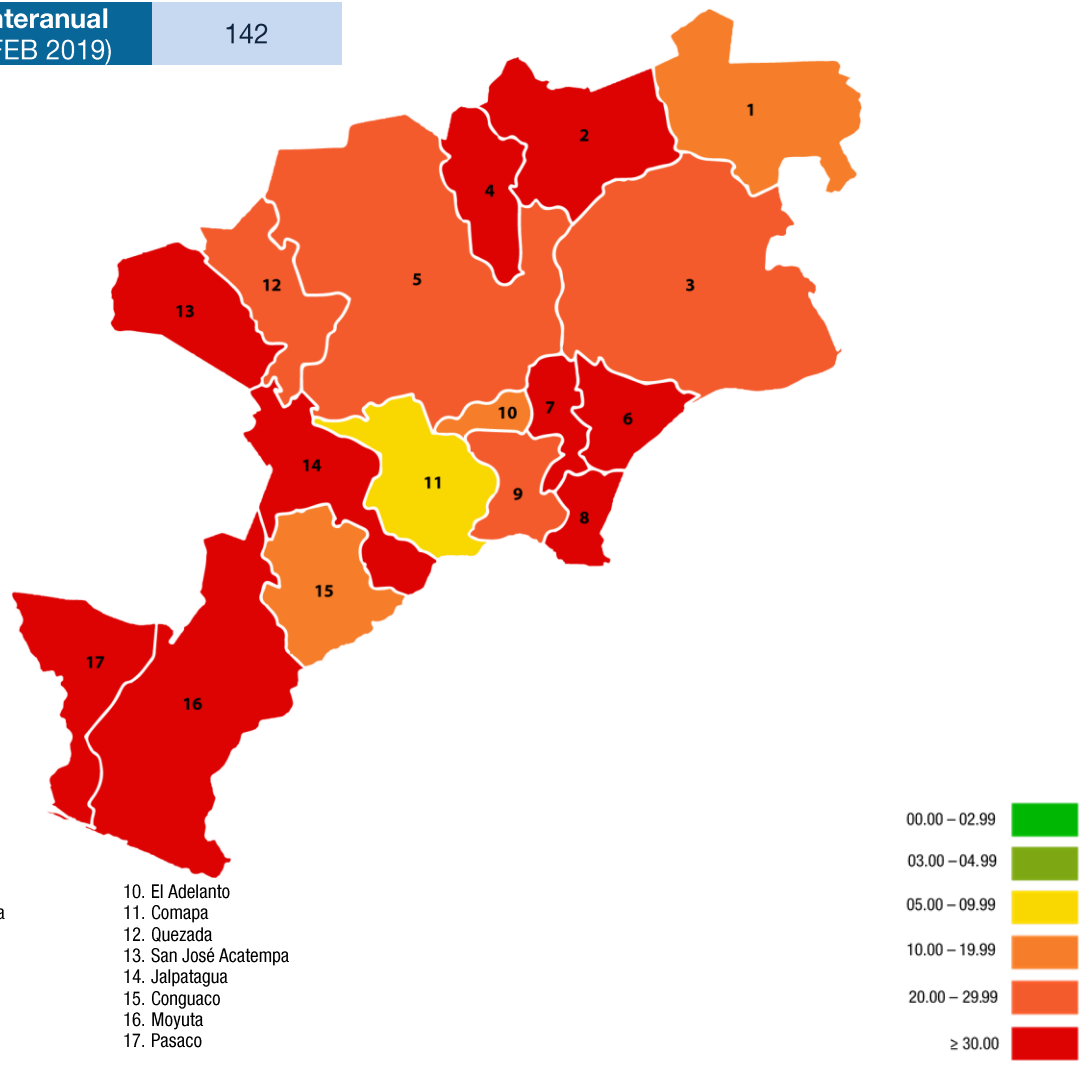 nteranual
FEB 2019)
142
1
2
4
5
3
12
13
10
7
6
14
11
9
8
15
17
16
00.00 – 02.99
03.00 – 04.99
05.00 – 09.99
10.00 – 19.99
20.00 – 29.99
≥ 30.00
10. El Adelanto
a
11. Comapa
12. Quezada
13. San José Acatempa
14. Jalpatagua
15. Conguaco
16. Moyuta
17. Pasaco